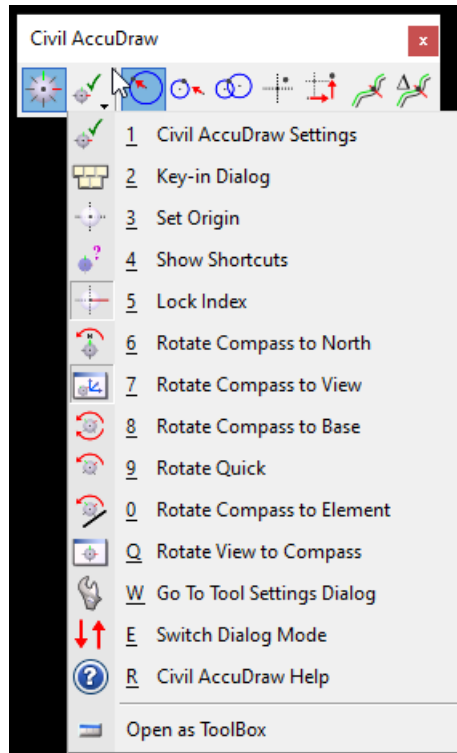 Civil AccuDraw
x
1 Civil AccuDraw Settings
2 Key-in Dialog
3 Set Origin
4 Show Shortcuts
5 Lock Index
6 Rotate Compass to North
7 Rotate Compass to View
8 Rotate Compass to Base
9 Rotate Quick
0 Rotate Compass to Element
Q Rotate View to Compass
W Go To Tool Settings Dialog
E Switch Dialog Mode
R Civil AccuDraw Help
Open as ToolBox